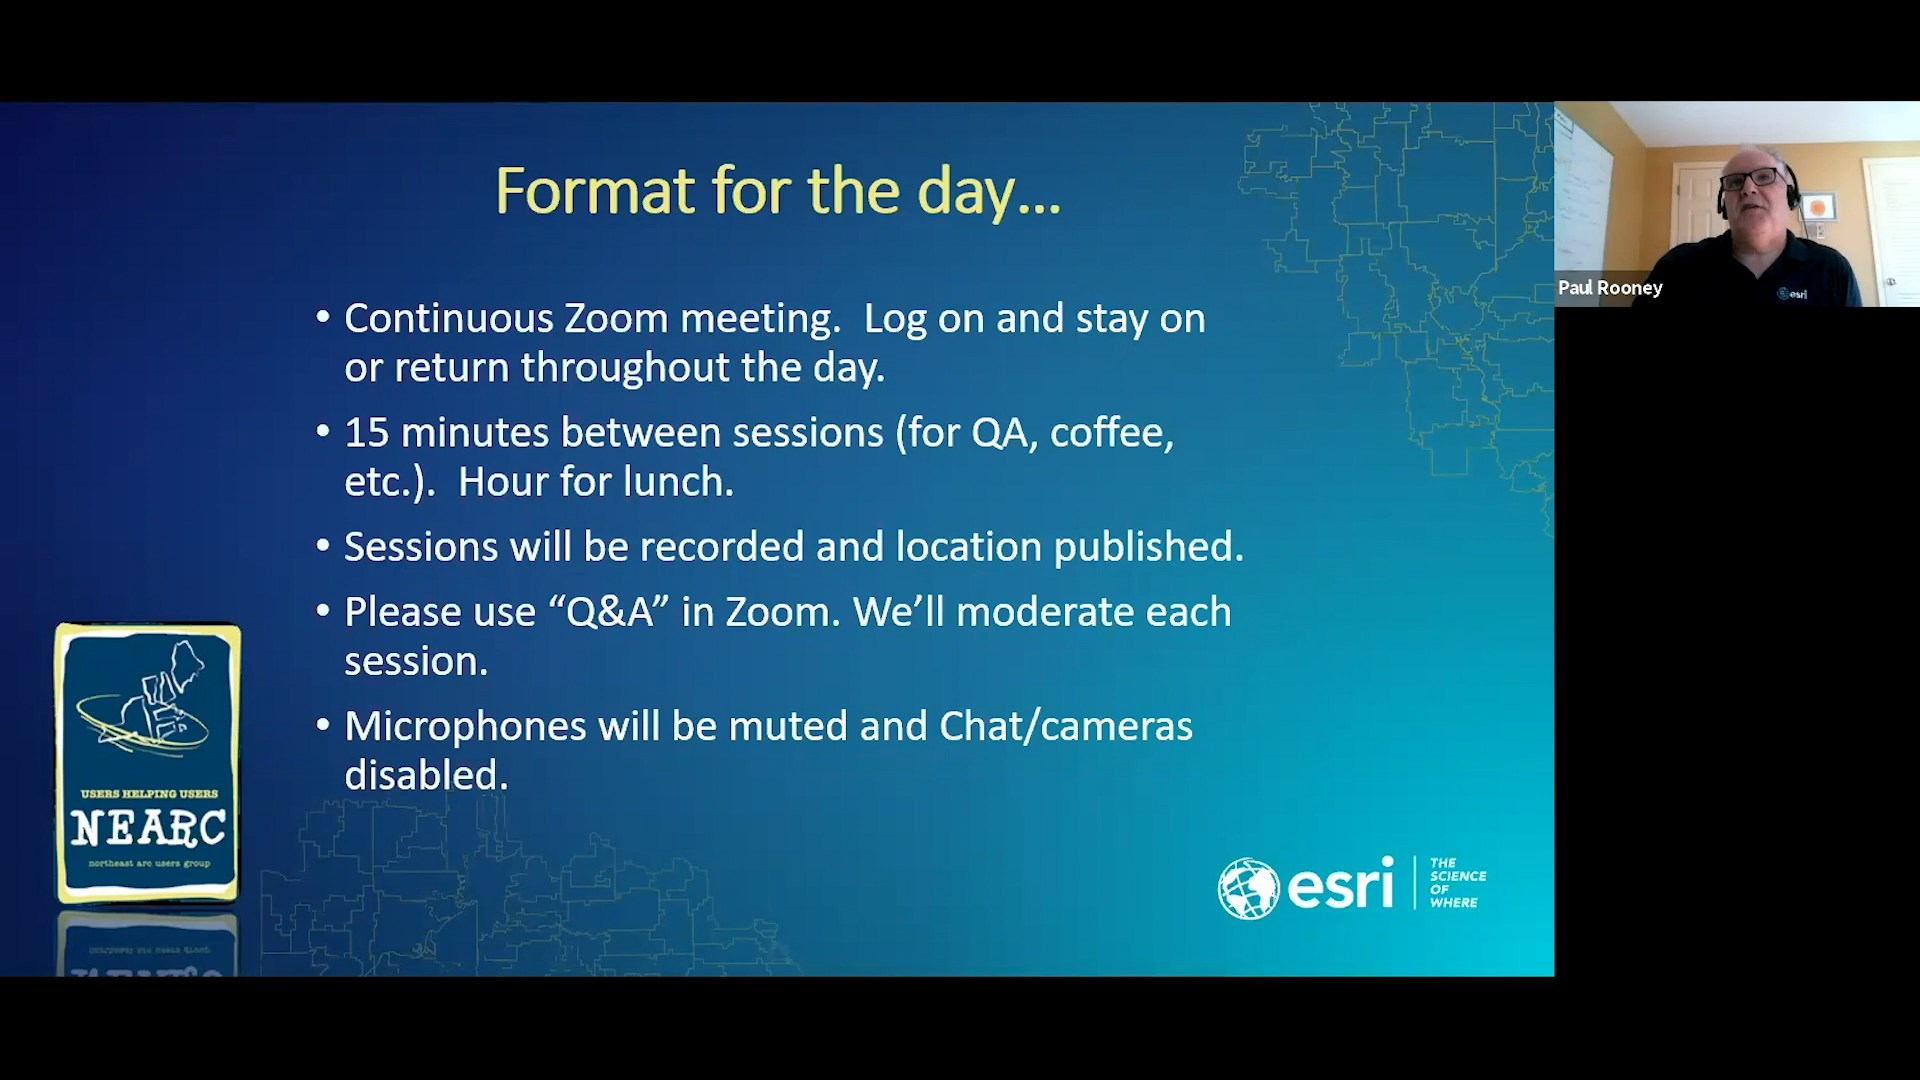 Format for the day...
• Continuous Zoom meeting.  Log on and stay on
or return throughout the day.
• 15 minutes between sessions (for QA, coffee,
etc.).  Hour for lunch.
• Sessions will be recorded and location published.
• Please use “Q&A” in Zoom. We’ll moderate each
session.
• Microphones will be muted and Chat/cameras
disabled.
USERS HELPING USERS
NEARC
northeast arc users group
esri
THE
SCIENCE
OF
WHERE
Paul Rooney
esri